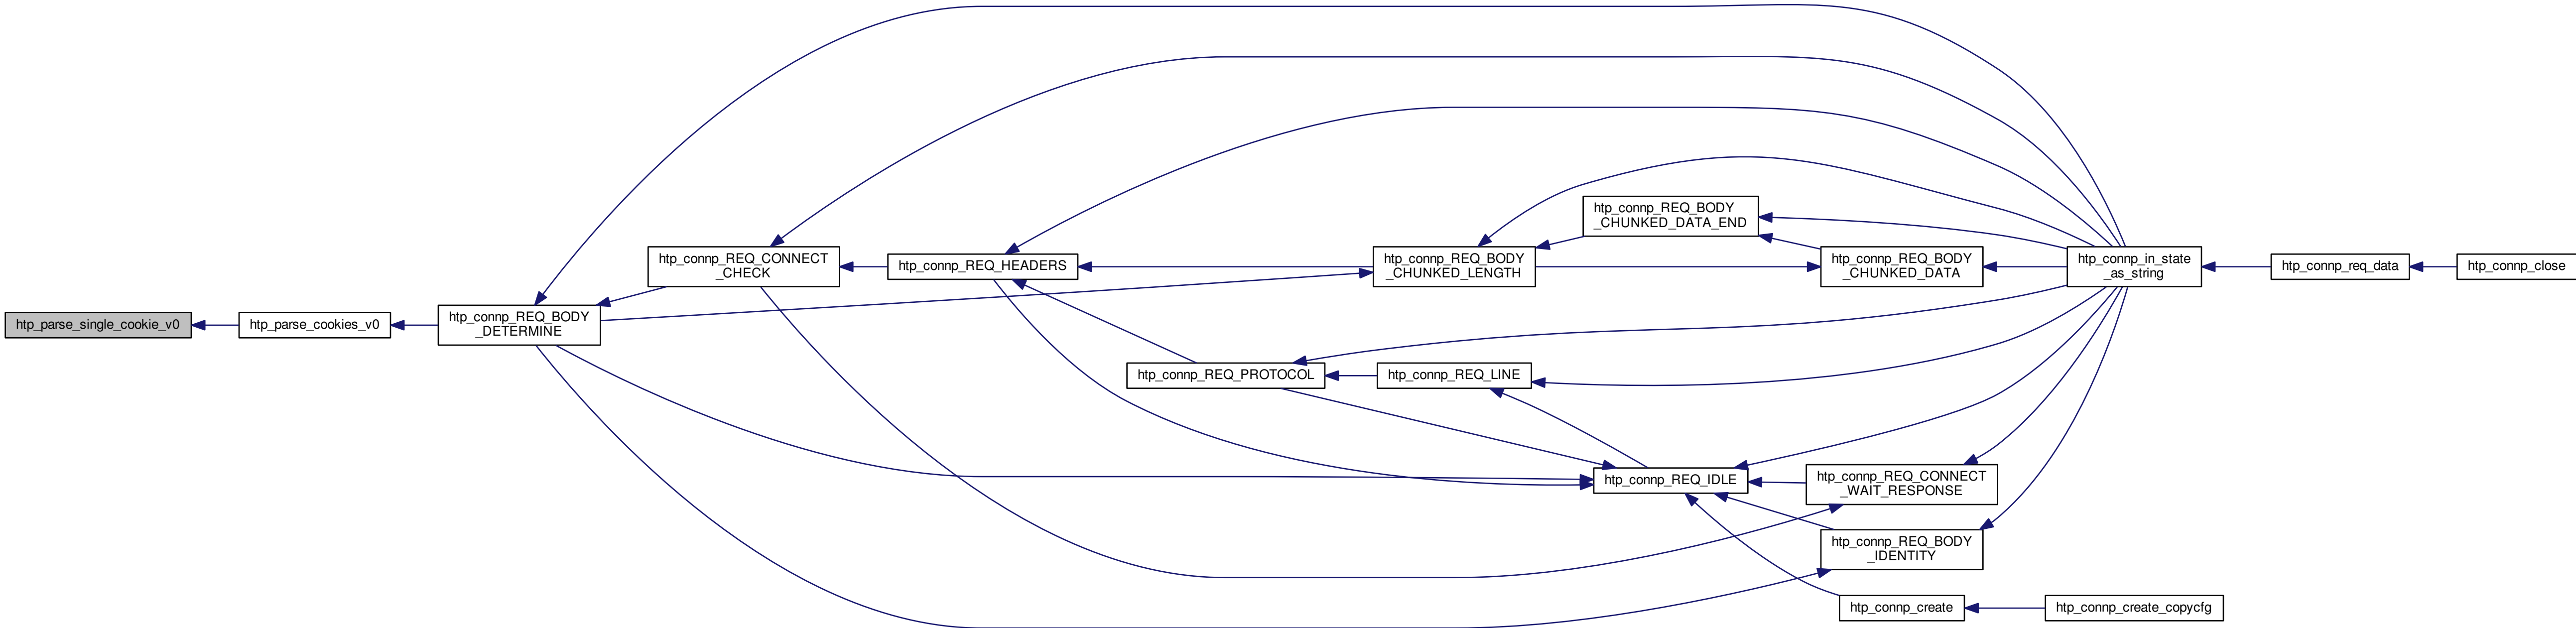 htp_parse_single_cookie_v0
htp_parse_cookies_v0
htp_connp_REQ_BODY
_DETERMINE
htp_connp_REQ_CONNECT
_CHECK
htp_connp_REQ_HEADERS
htp_connp_REQ_PROTOCOL
htp_connp_REQ_BODY
_CHUNKED_LENGTH
htp_connp_REQ_LINE
htp_connp_REQ_BODY
_CHUNKED_DATA_END
htp_connp_REQ_IDLE
htp_connp_REQ_BODY
_CHUNKED_DATA
htp_connp_REQ_CONNECT
_WAIT_RESPONSE
htp_connp_REQ_BODY
_IDENTITY
htp_connp_create
htp_connp_in_state
_as_string
htp_connp_create_copycfg
htp_connp_req_data
htp_connp_close